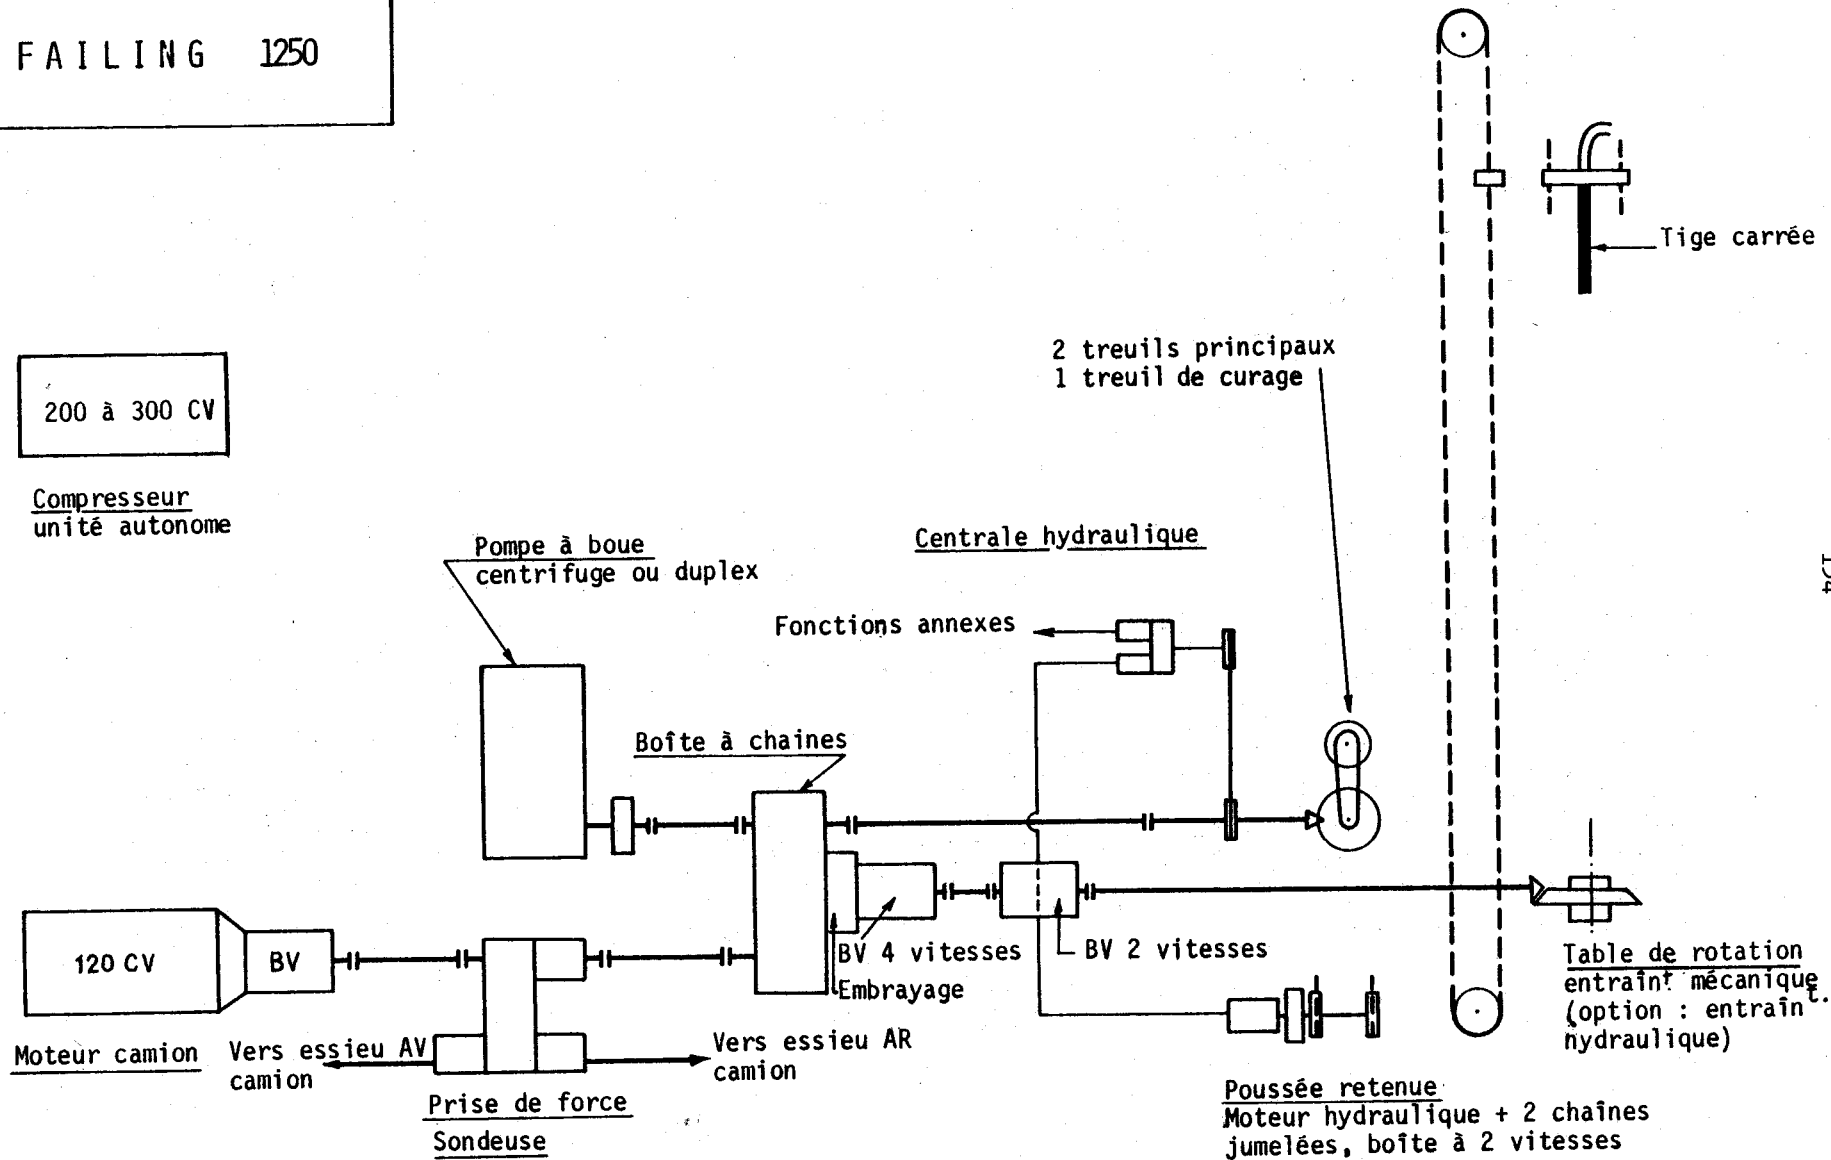 FAILING 1250
Tige carrée
2 treuils principaux
1 treuil de curage
200 à 300 CV
Compresseur
unité autonome
Pompe à boue
centrifuge ou duplex
Centrale hydraulique
Fonctions annexes
Boîte à chaines
120 CV
BV
BV 4 vitesses
Embrayage
BV 2 vitesses
Table de rotation
entraînt. mécanique
(option : entraînt.
hydraulique)
Moteur camion
Vers essieu AV
camion
Vers essieu AR
camion
Prise de force
Sondeuse
Poussée retenue
Moteur hydraulique + 2 chaînes
jumelées, boîte à 2 vitesses